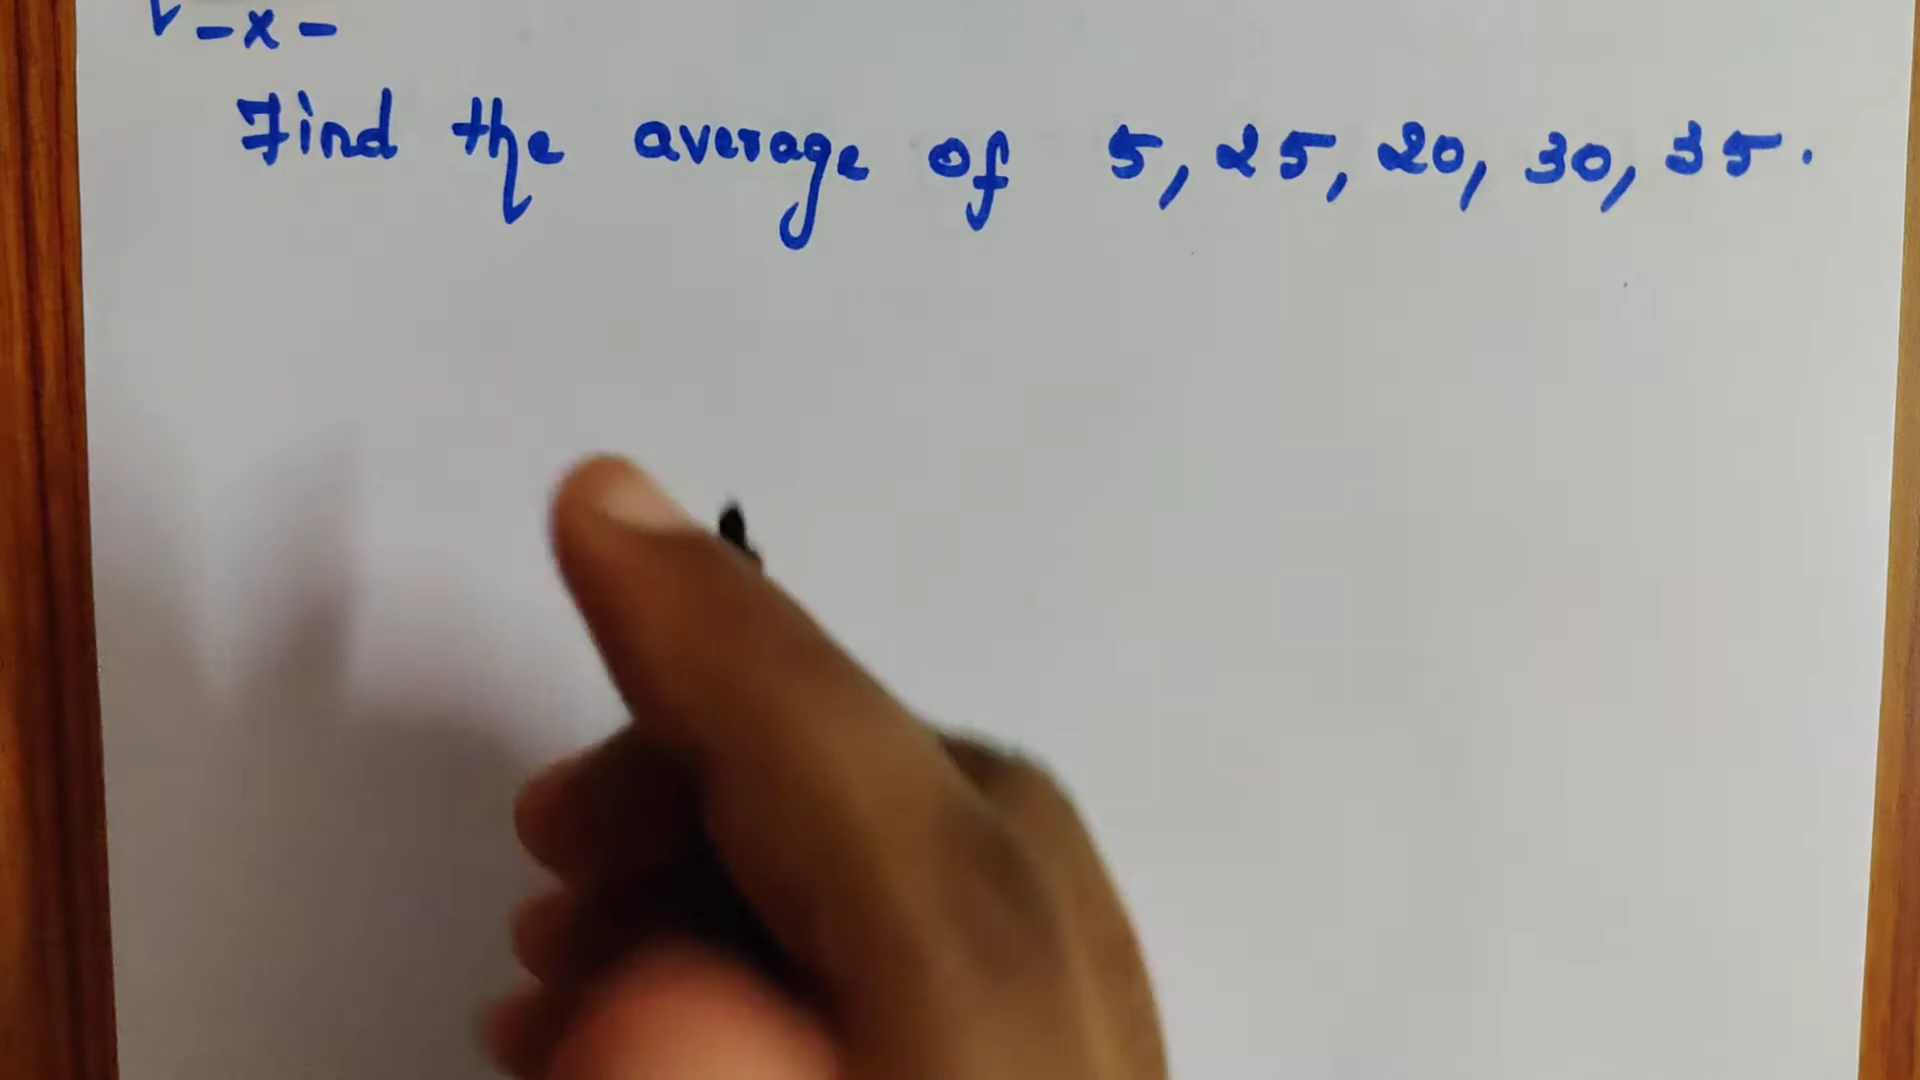 -x-
Find the average of 5, 25, 20, 30, 35.